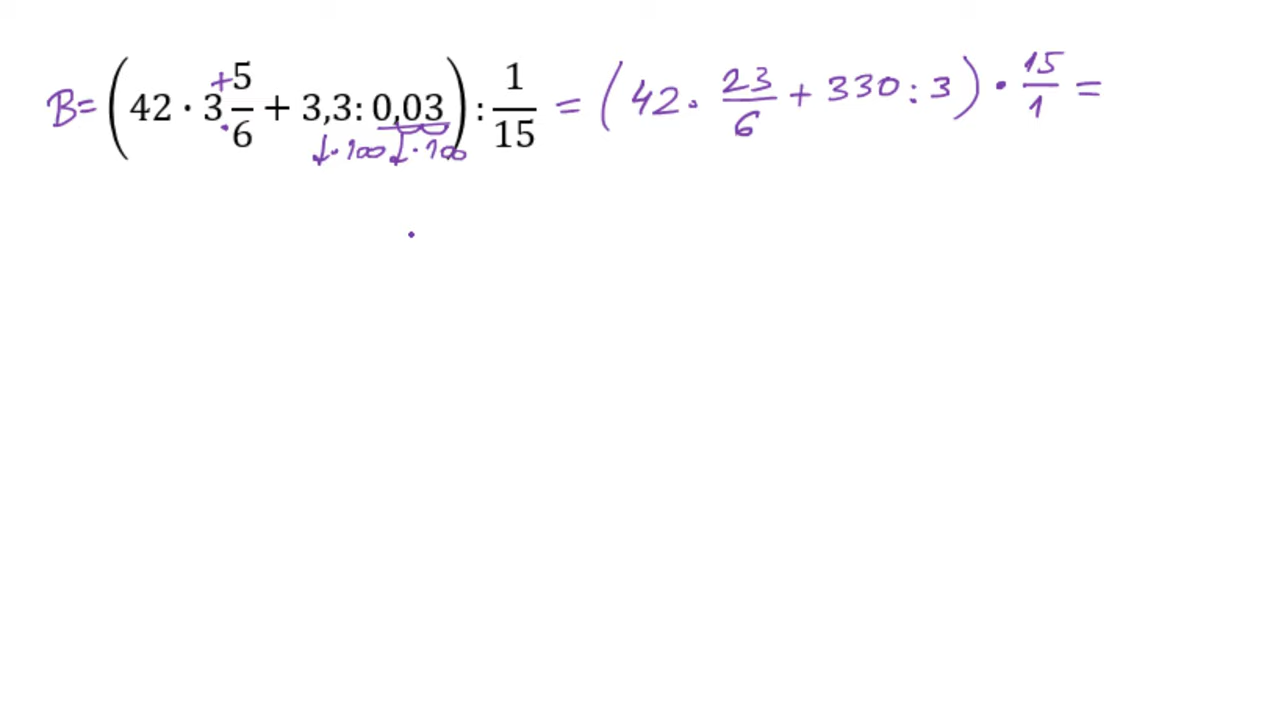 B = (42 · 3 5/6 + 3,3 : 0,03) : 1/15 = (42 · 23/6 + 330 : 3) · 15/1 =
+ ·
↓·100 ↓·100